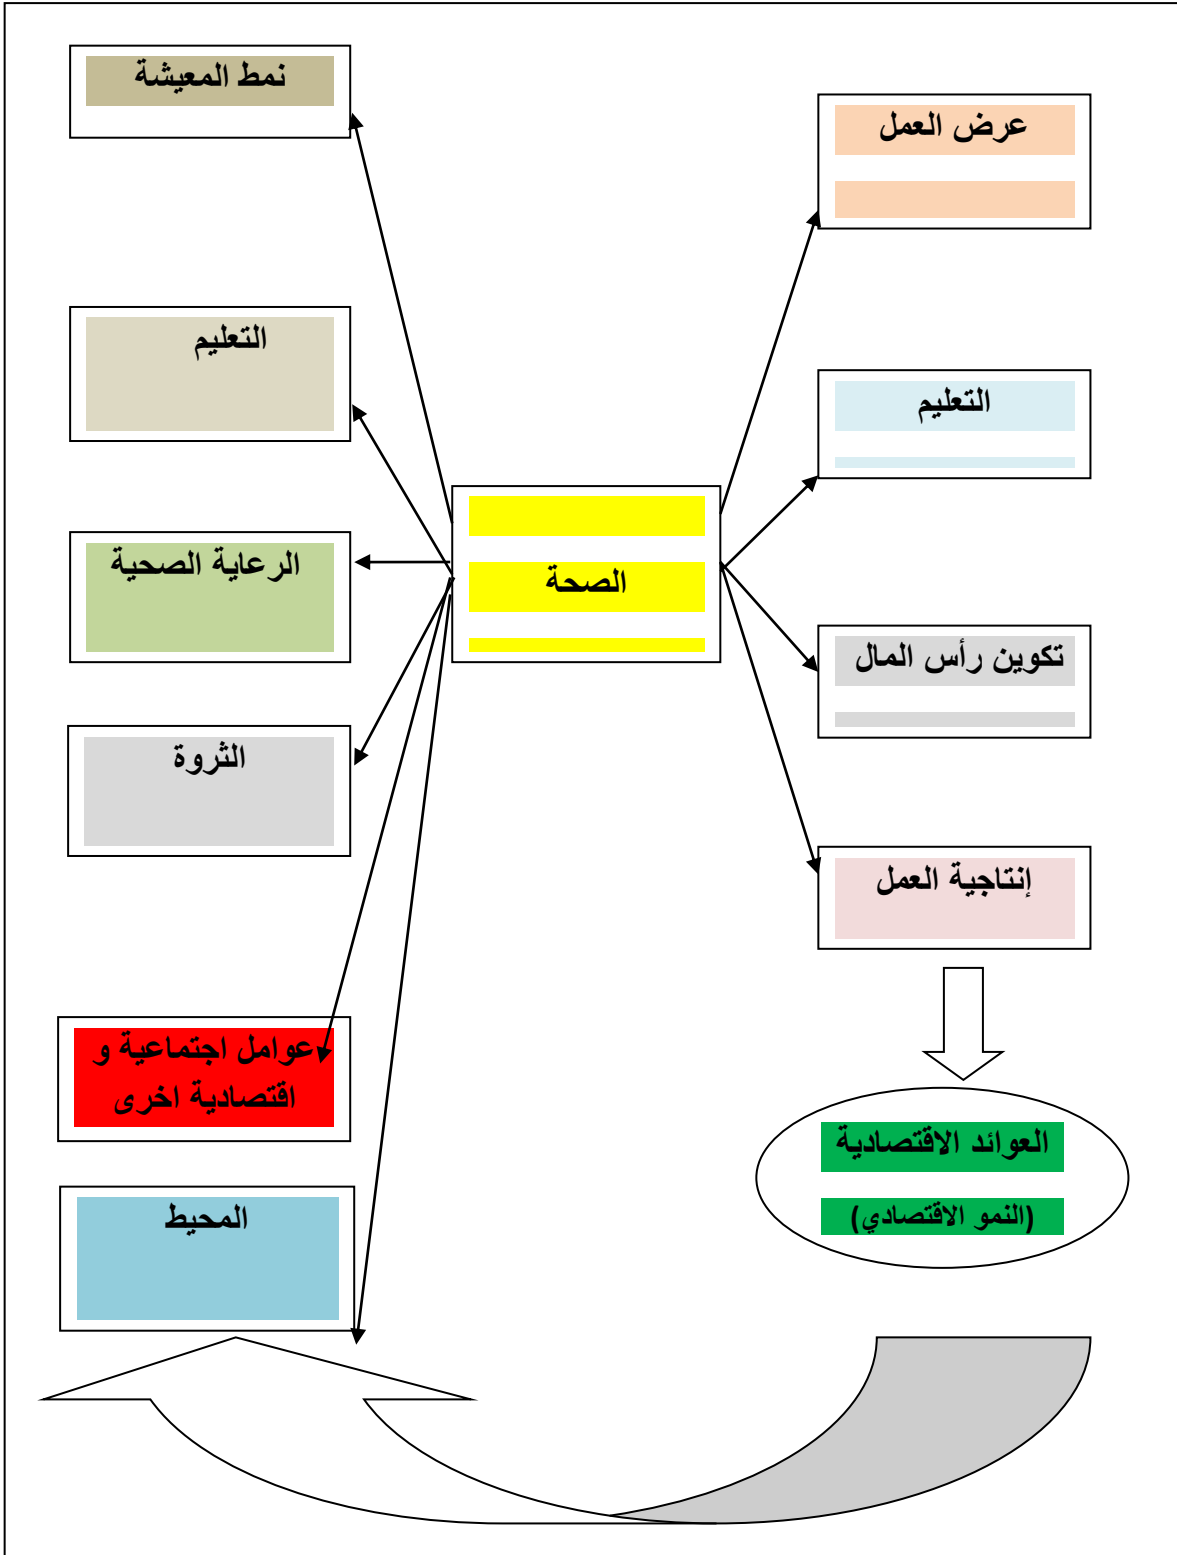 نمط المعيشة
عرض العمل
التعليم
التعليم
الرعاية الصحية
الصحة
تكوين رأس المال
الثروة
إنتاجية العمل
عوامل اجتماعية و
اقتصادية اخرى
العوائد الاقتصادية
(النمو الاقتصادي)
المحيط